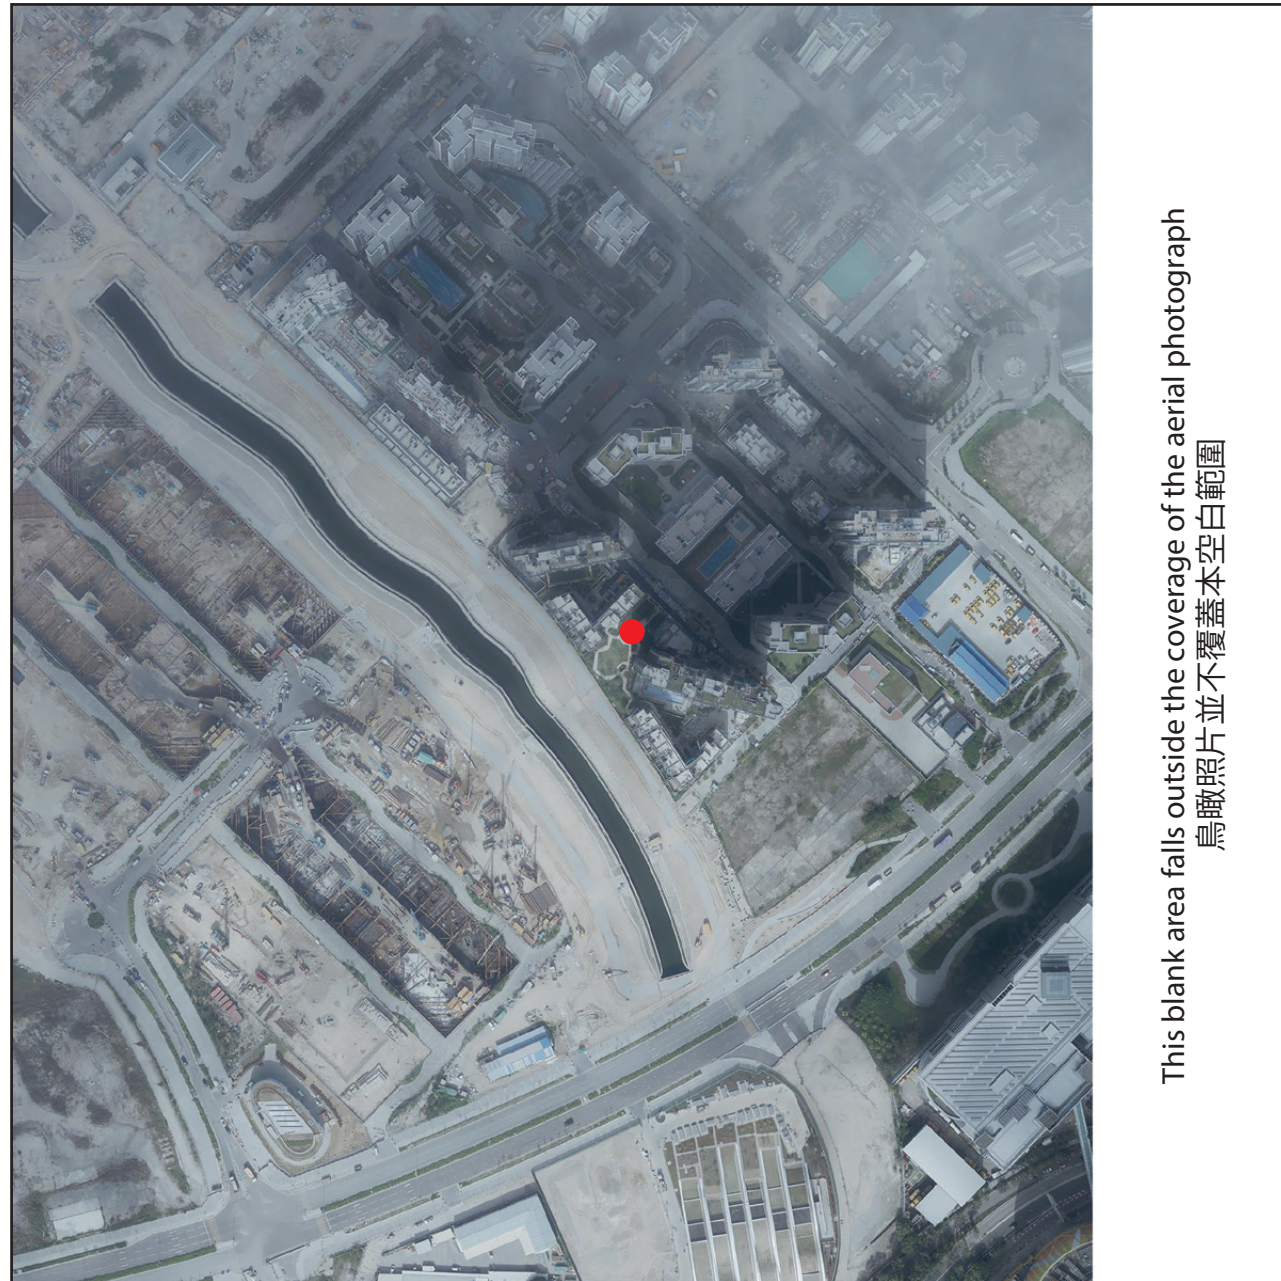 This blank area falls outside the coverage of the aerial photograph
鳥瞰照片並不覆蓋本空白範圍